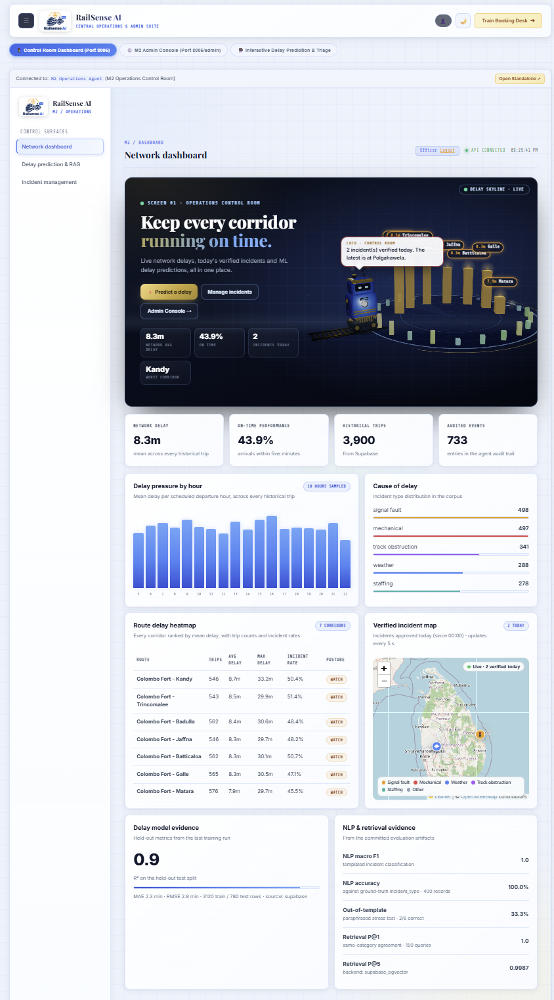 RailSense AI
CENTRAL OPERATIONS & ADMIN SUITE
Train Booking Desk ➔
Control Room Dashboard (Port 8006)
M2 Admin Console (Port 8006/admin)
Interactive Delay Prediction & Triage
Connected to: M2 Operations Agent (M2 Operations Control Room)
Open Standalone ↗
RailSense AI
M2 / OPERATIONS
CONTROL SURFACES
Network dashboard
Delay prediction & RAG
Incident management
M2 / DASHBOARD
Network dashboard
Officer Logout
API CONNECTED
09:29:41 PM
DELAY SKYLINE · LIVE
SCREEN 01 · OPERATIONS CONTROL ROOM
Keep every corridor
running on time.
Live network delays, today's verified incidents and ML
delay predictions, all in one place.
Predict a delay
Manage incidents
Admin Console →
8.3m
NETWORK AVG
DELAY
43.9%
ON TIME
2
INCIDENTS TODAY
Kandy
WORST CORRIDOR
8.5m Trincomalee
Jaffna
8.3m Galle
8.3m Batticaloa
7.9m Matara
LOCO · CONTROL ROOM
2 incident(s) verified today. The
latest is at Polgahawela.
NETWORK DELAY
8.3m
mean across every historical trip
ON-TIME PERFORMANCE
43.9%
arrivals within five minutes
HISTORICAL TRIPS
3,900
from Supabase
AUDITED EVENTS
733
entries in the agent audit trail
Delay pressure by hour
18 HOURS SAMPLED
Mean delay per scheduled departure hour, across every historical trip
5 6 7 8 9 10 11 12 13 14 15 16 17 18 19 20 21 22
Cause of delay
Incident type distribution in the corpus
signal fault 498
mechanical 497
track obstruction 341
weather 288
staffing 278
Route delay heatmap
7 CORRIDORS
Every corridor ranked by mean delay, with trip counts and incident rates
ROUTE TRIPS AVG DELAY MAX DELAY INCIDENT RATE POSTURE
Colombo Fort - Kandy 546 8.7m 33.2m 50.4% WATCH
Colombo Fort - Trincomalee 543 8.5m 29.9m 51.4% WATCH
Colombo Fort - Badulla 562 8.4m 30.6m 48.4% WATCH
Colombo Fort - Jaffna 546 8.3m 29.7m 48.2% WATCH
Colombo Fort - Batticaloa 562 8.3m 30.1m 50.7% WATCH
Colombo Fort - Galle 565 8.3m 30.5m 47.1% WATCH
Colombo Fort - Matara 576 7.9m 29.7m 45.5% WATCH
Verified incident map
2 TODAY
Incidents approved today (since 00:00) · updates
every 5 s
+
−
Live · 2 verified today
Jaffna
Northern
Province
Mullaitivu
Mannar
Vavuniya
Trincomalee
North Central
Province
Puttalam
Sri Lanka
Ampara
Sri Jayewardenepura
Kotte
Uva Province
Kalutara
Ratnapura
Signal fault
Mechanical
Weather
Track obstruction
Staffing
Other
Leaflet | © OpenStreetMap contributors
Delay model evidence
Held-out metrics from the last training run
0.9
R² on the held-out test split
MAE 2.3 min · RMSE 2.8 min · 3120 train / 780 test rows · source: supabase
NLP & retrieval evidence
From the committed evaluation artifacts
NLP macro F1 1.0
templated incident classification
NLP accuracy 100.0%
against ground-truth incident_type · 400 records
Out-of-template 33.3%
paraphrased stress test · 2/6 correct
Retrieval P@1 1.0
same-category agreement · 150 queries
Retrieval P@5 0.9987
backend: supabase_pgvector